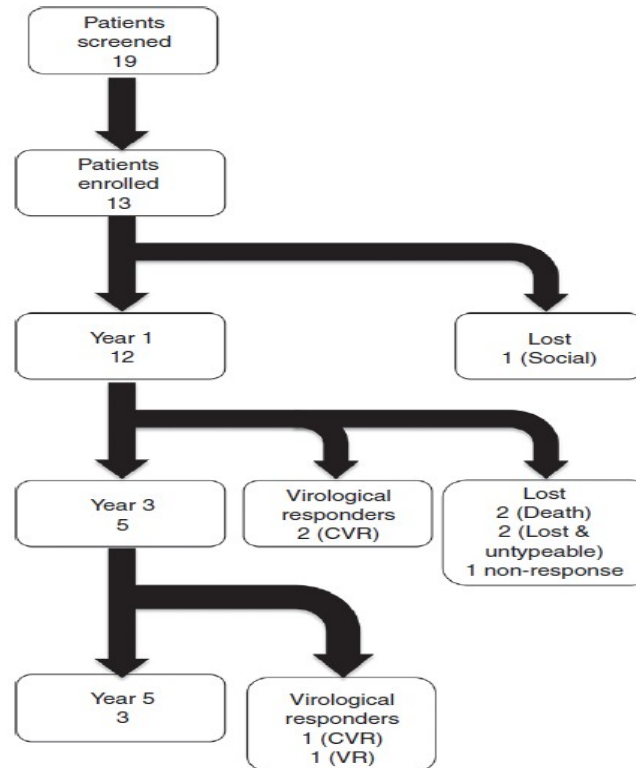 Patients
screened
19
Patients
enrolled
13
Year 1
12
Lost
1 (Social)
Year 3
5
Virological
responders
2 (CVR)
Lost
2 (Death)
2 (Lost &
untypeable)
1 non-response
Year 5
3
Virological
responders
1 (CVR)
1 (VR)